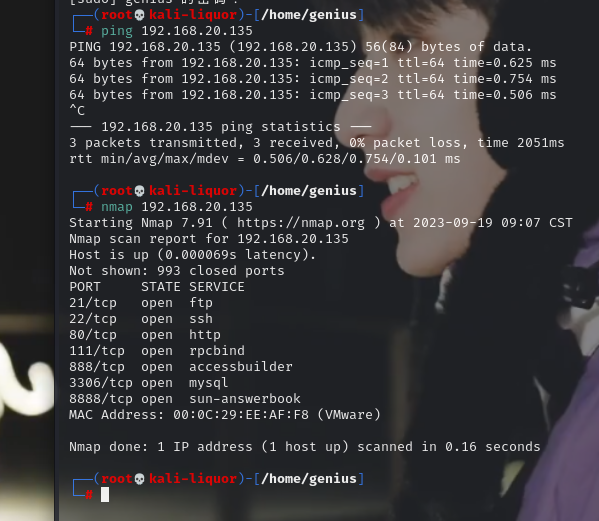 [sudo] genius 的密码：
┌──(root💀kali-liquor)-[/home/genius]
└─# ping 192.168.20.135
PING 192.168.20.135 (192.168.20.135) 56(84) bytes of data.
64 bytes from 192.168.20.135: icmp_seq=1 ttl=64 time=0.625 ms
64 bytes from 192.168.20.135: icmp_seq=2 ttl=64 time=0.754 ms
64 bytes from 192.168.20.135: icmp_seq=3 ttl=64 time=0.506 ms
^C
--- 192.168.20.135 ping statistics ---
3 packets transmitted, 3 received, 0% packet loss, time 2051ms
rtt min/avg/max/mdev = 0.506/0.628/0.754/0.101 ms
┌──(root💀kali-liquor)-[/home/genius]
└─# nmap 192.168.20.135
Starting Nmap 7.91 ( https://nmap.org ) at 2023-09-19 09:07 CST
Nmap scan report for 192.168.20.135
Host is up (0.000069s latency).
Not shown: 993 closed ports
PORT     STATE SERVICE
21/tcp   open  ftp
22/tcp   open  ssh
80/tcp   open  http
111/tcp  open  rpcbind
888/tcp  open  accessbuilder
3306/tcp open  mysql
8888/tcp open  sun-answerbook
MAC Address: 00:0C:29:EE:AF:F8 (VMware)
Nmap done: 1 IP address (1 host up) scanned in 0.16 seconds
┌──(root💀kali-liquor)-[/home/genius]
└─#